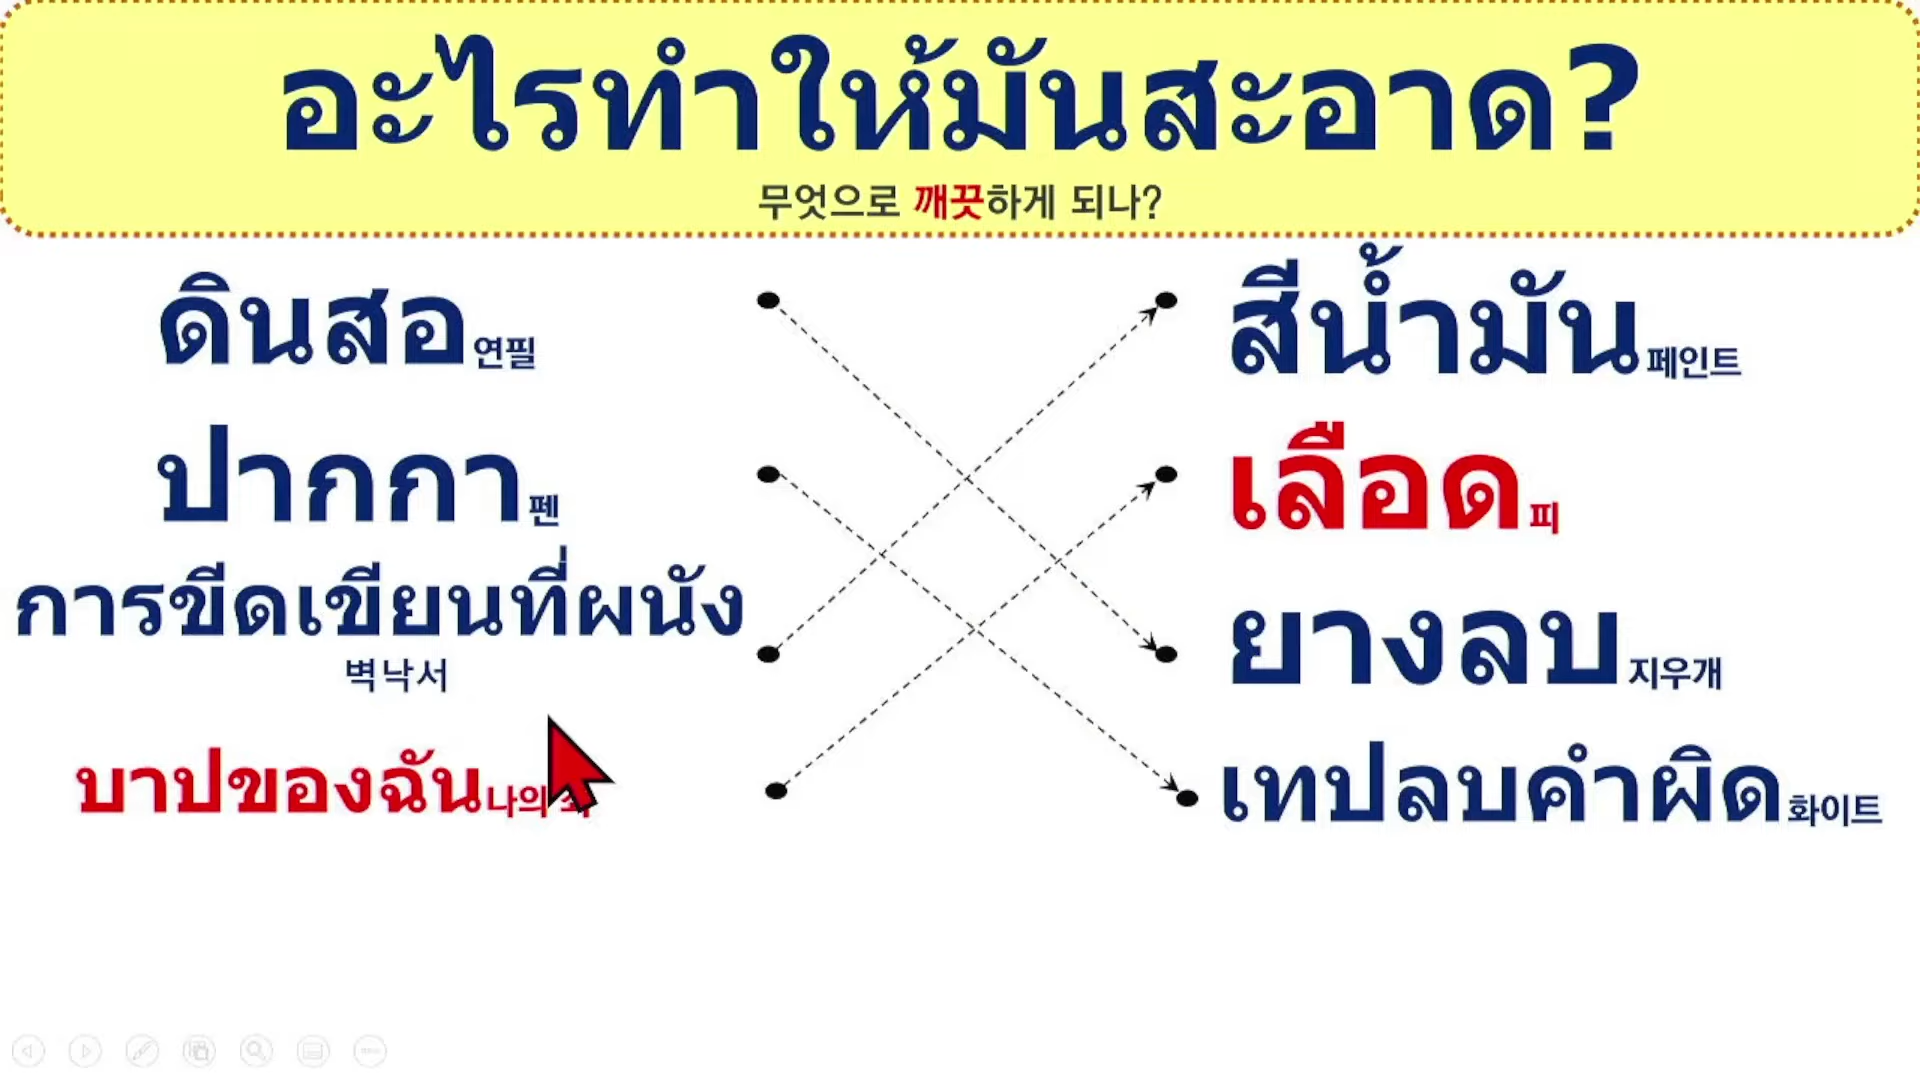 อะไรทำให้มันสะอาด?
무엇으로 깨끗하게 되나?
ดินสอ 연필
สีน้ำมัน 페인트
ปากกา 펜
เลือด 피
การขีดเขียนที่ผนัง
벽낙서
ยางลบ 지우개
บาปของฉัน 나의
เทปลบคำผิด 화이트